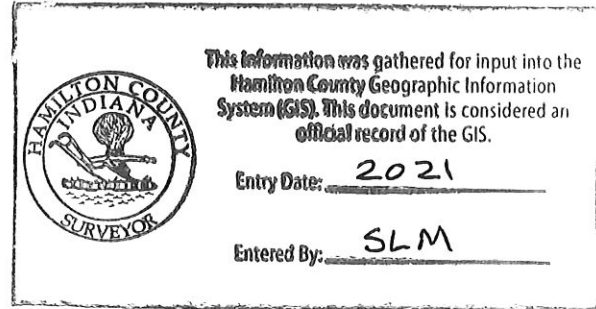 HAMILTON COUNTY
INDIANA
SURVEYOR
This information was gathered for input into the
Hamilton County Geographic Information
System (GIS). This document is considered an
official record of the GIS.
Entry Date: 2021
Entered By: SLM